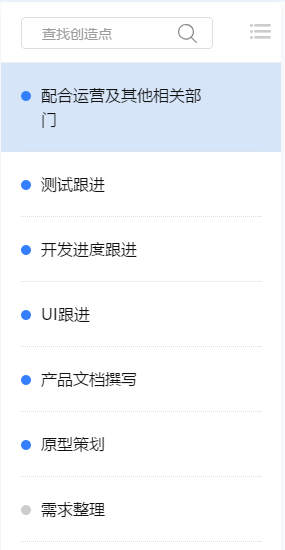 查找创造点
配合运营及其他相关部
门
测试跟进
开发进度跟进
UI跟进
产品文档撰写
原型策划
需求整理